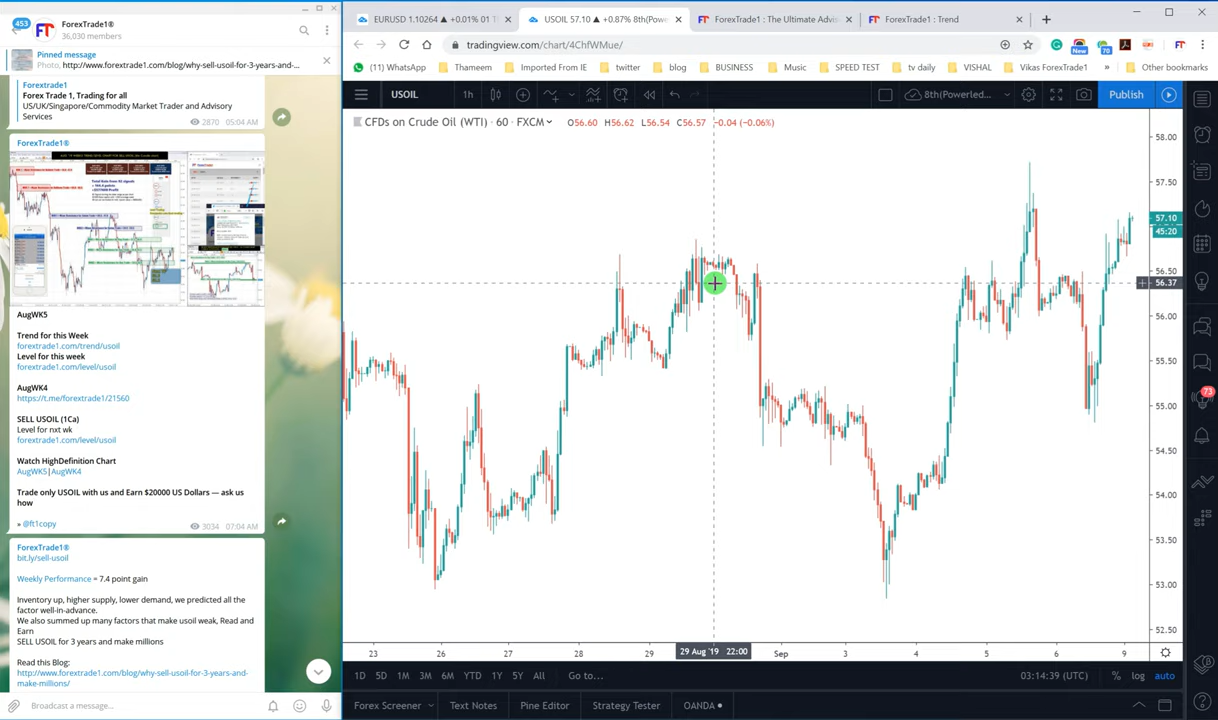 453
ForexTrade1®
36,030 members
Pinned message
Photo, http://www.forextrade1.com/blog/why-sell-usoil-for-3-years-and-...
Forextrade1
Forex Trade 1, Trading for all
US/UK/Singapore/Commodity Market Trader and Advisory
Services
2870 05:04 AM
ForexTrade1®
AugWK5
Trend for this Week
forextrade1.com/trend/usoil
Level for this week
forextrade1.com/level/usoil
AugWK4
https://t.me/forextrade1/21560
SELL USOIL (1Ca)
Level for nxt wk
forextrade1.com/level/usoil
Watch HighDefinition Chart
AugWK5|AugWK4
Trade only USOIL with us and Earn $20000 US Dollars — ask us
how
» @ft1copy
3034 07:04 AM
ForexTrade1®
bit.ly/sell-usoil
Weekly Performance = 7.4 point gain
Inventory up, higher supply, lower demand, we predicted all the
factor well-in-advance.
We also summed up many factors that make usoil weak, Read and
Earn
SELL USOIL for 3 years and make millions
Read this Blog:
http://www.forextrade1.com/blog/why-sell-usoil-for-3-years-and-
make-millions/
Broadcast a message...
EURUSD 1.10264 ▲ +0.01% 01 T
USOIL 57.10 ▲ +0.87% 8th(Pow
ForexTrade1 : The Ultimate Advis
ForexTrade1 : Trend
tradingview.com/chart/4ChfWMue/
New
70
(11) WhatsApp
Thameem
Imported From IE
twitter
blog
BUSINESS
Music
SPEED TEST
tv daily
VISHAL
Vikas ForexTrade1
»
Other bookmarks
USOIL
1h
8th(Powerled...
Publish
CFDs on Crude Oil (WTI) · 60 · FXCM
O56.60 H56.62 L56.54 C56.57 -0.04 (-0.06%)
58.00
57.50
57.10
45:20
56.50
56.37
56.00
55.50
55.00
54.50
54.00
53.50
53.00
52.50
73
23
26
27
28
29
29 Aug '19 22:00
Sep
3
4
5
6
9
1D
5D
1M
3M
6M
YTD
1Y
5Y
All
Go to...
03:14:39 (UTC)
%
log
auto
Forex Screener
Text Notes
Pine Editor
Strategy Tester
OANDA